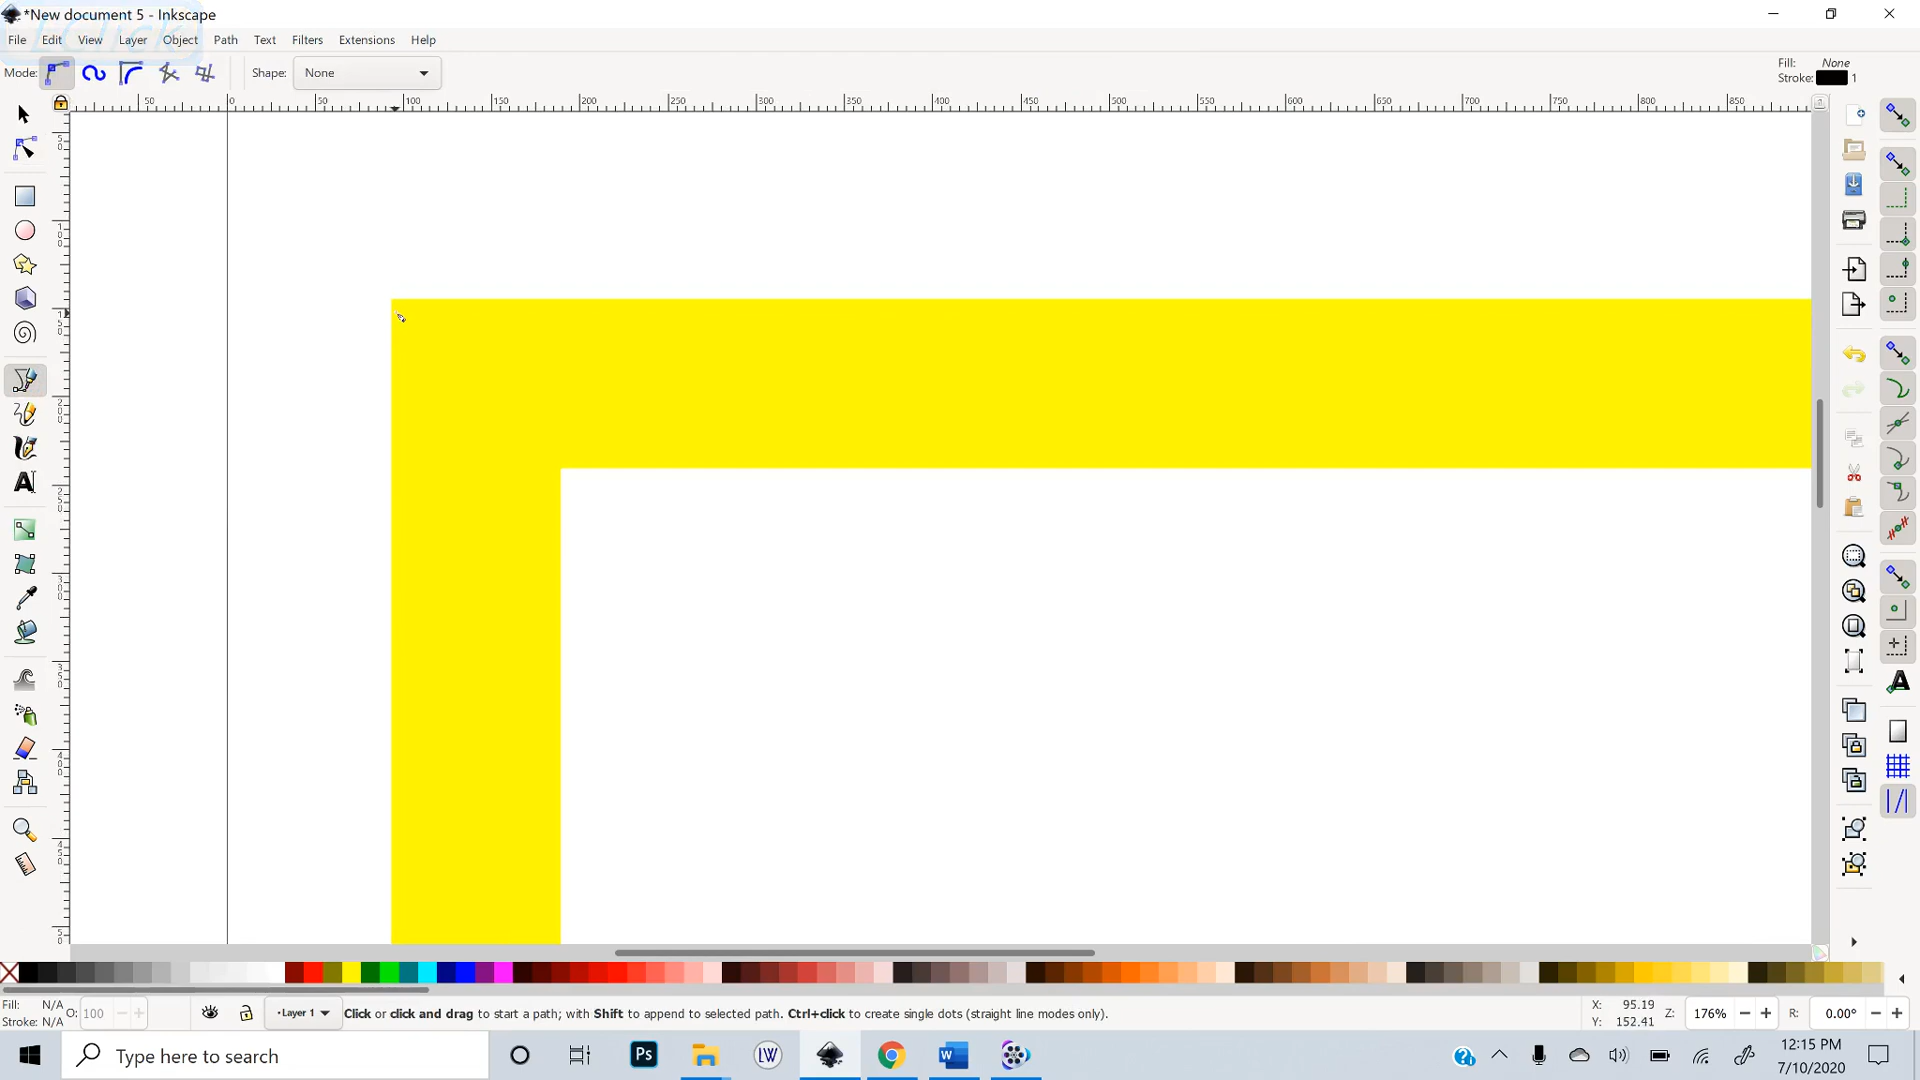 *New document 5 - Inkscape
LClick
File Edit View Layer Object Path Text Filters Extensions Help
Mode: Shape: None
Fill: None
Stroke: 1
50 0 50 100 150 200 250 300 350 400 450 500 550 600 650 700 750 800 850
Fill: N/A
Stroke: N/A
O: 100
•Layer 1
Click or click and drag to start a path; with Shift to append to selected path. Ctrl+click to create single dots (straight line modes only).
X: 95.19
Y: 152.41
Z: 176%
R: 0.00°
Type here to search
Ps
LW
W
12:15 PM
7/10/2020